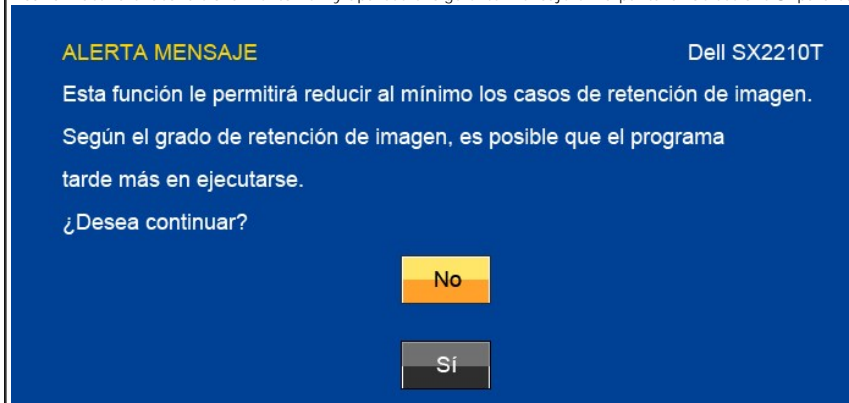 ALERTA MENSAJE Dell SX2210T
Esta función le permitirá reducir al mínimo los casos de retención de imagen.
Según el grado de retención de imagen, es posible que el programa
tarde más en ejecutarse.
¿Desea continuar?
No
Sí